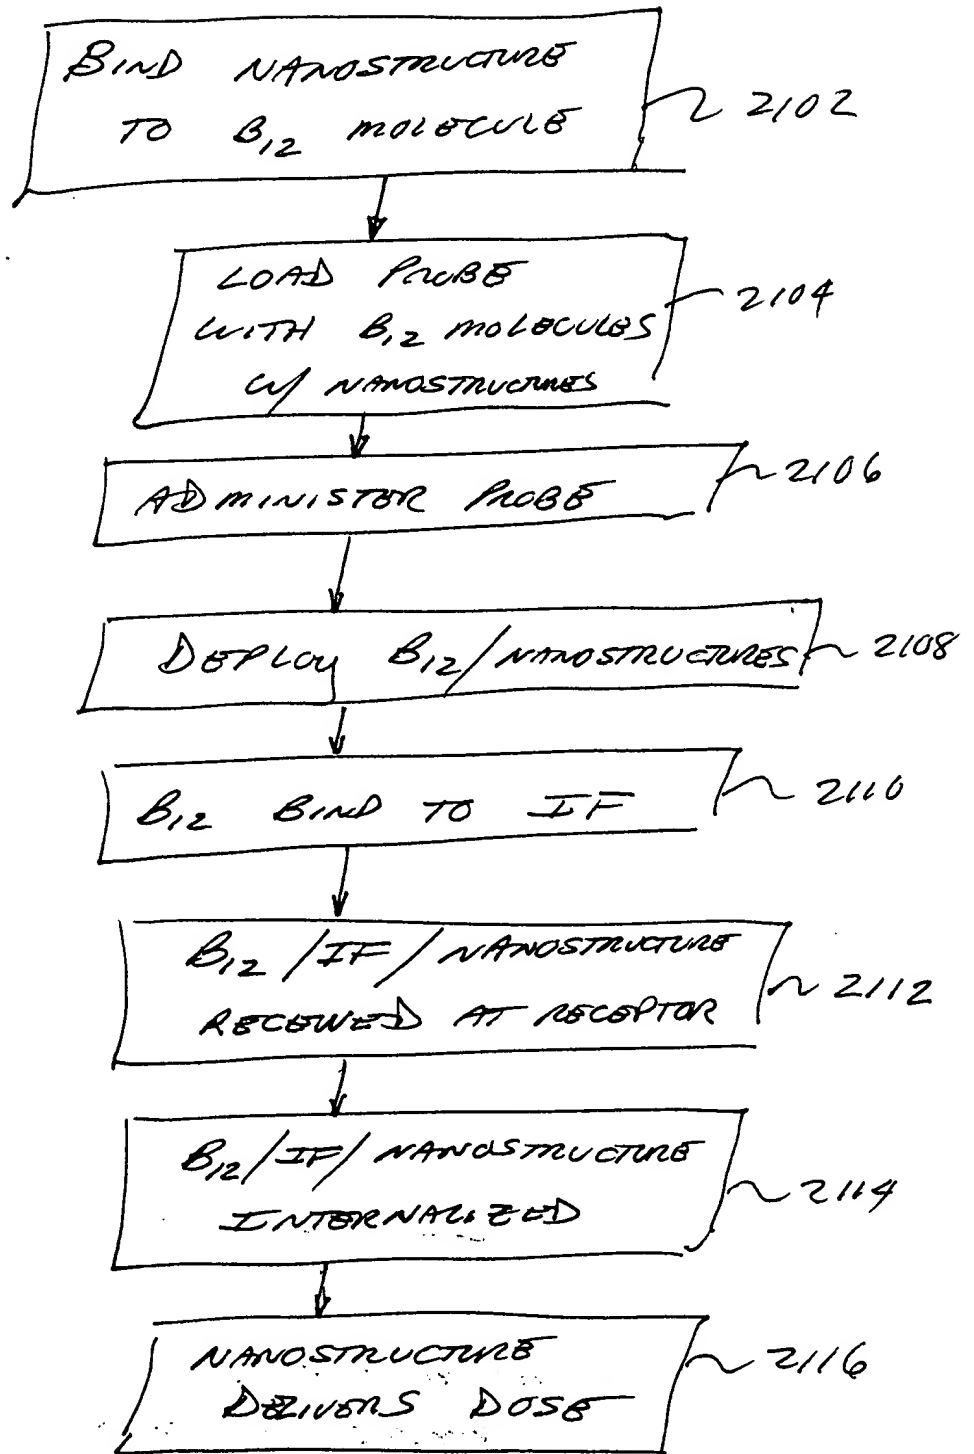 BIND NANOSTRUCTURE
TO B₁₂ MOLECULE
2102
LOAD PROBE
WITH B₁₂ MOLECULES
W/ NANOSTRUCTURES
2104
ADMINISTER PROBE
2106
DEPLOY B₁₂/NANOSTRUCTURES
2108
B₁₂ BIND TO IF
2110
B₁₂/IF/NANOSTRUCTURE
RECEIVED AT RECEPTOR
2112
B₁₂/IF/NANOSTRUCTURE
INTERNALIZED
2114
NANOSTRUCTURE
DELIVERS DOSE
2116